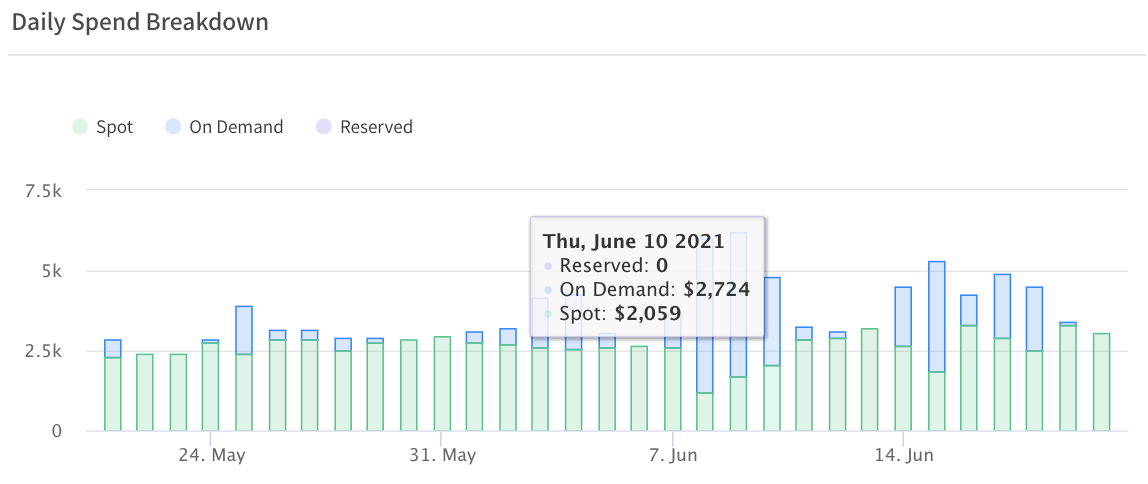 Daily Spend Breakdown
Spot On Demand Reserved
7.5k
5k
2.5k
0
Thu, June 10 2021
Reserved: 0
On Demand: $2,724
Spot: $2,059
24. May 31. May 7. Jun 14. Jun